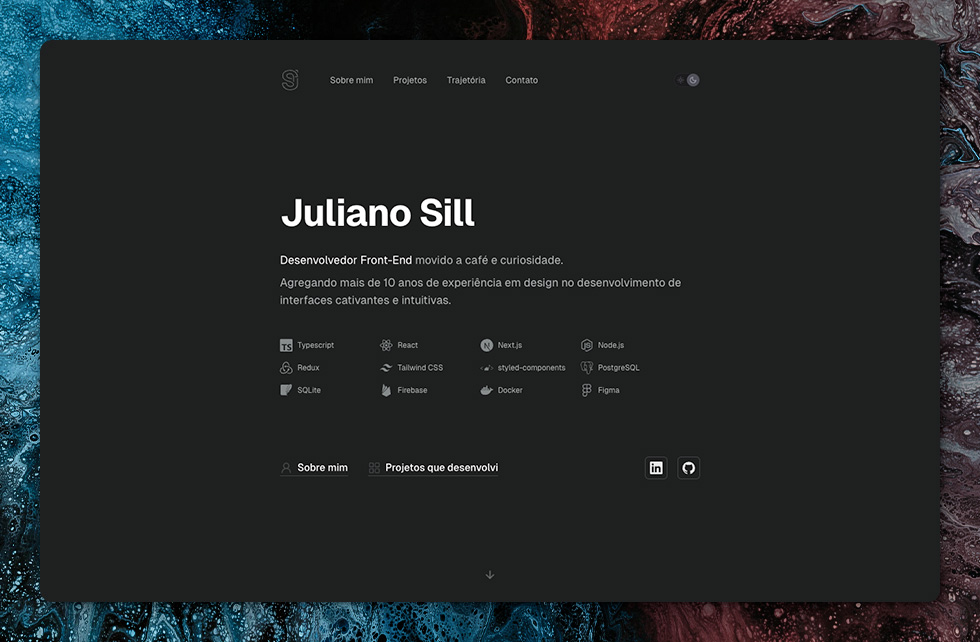 Sobre mim Projetos Trajetória Contato
Juliano Sill
Desenvolvedor Front-End movido a café e curiosidade.
Agregando mais de 10 anos de experiência em design no desenvolvimento de
interfaces cativantes e intuitivas.
TS Typescript React N Next.js Node.js
Redux Tailwind CSS styled-components PostgreSQL
SQLite Firebase Docker Figma
Sobre mim Projetos que desenvolvi in